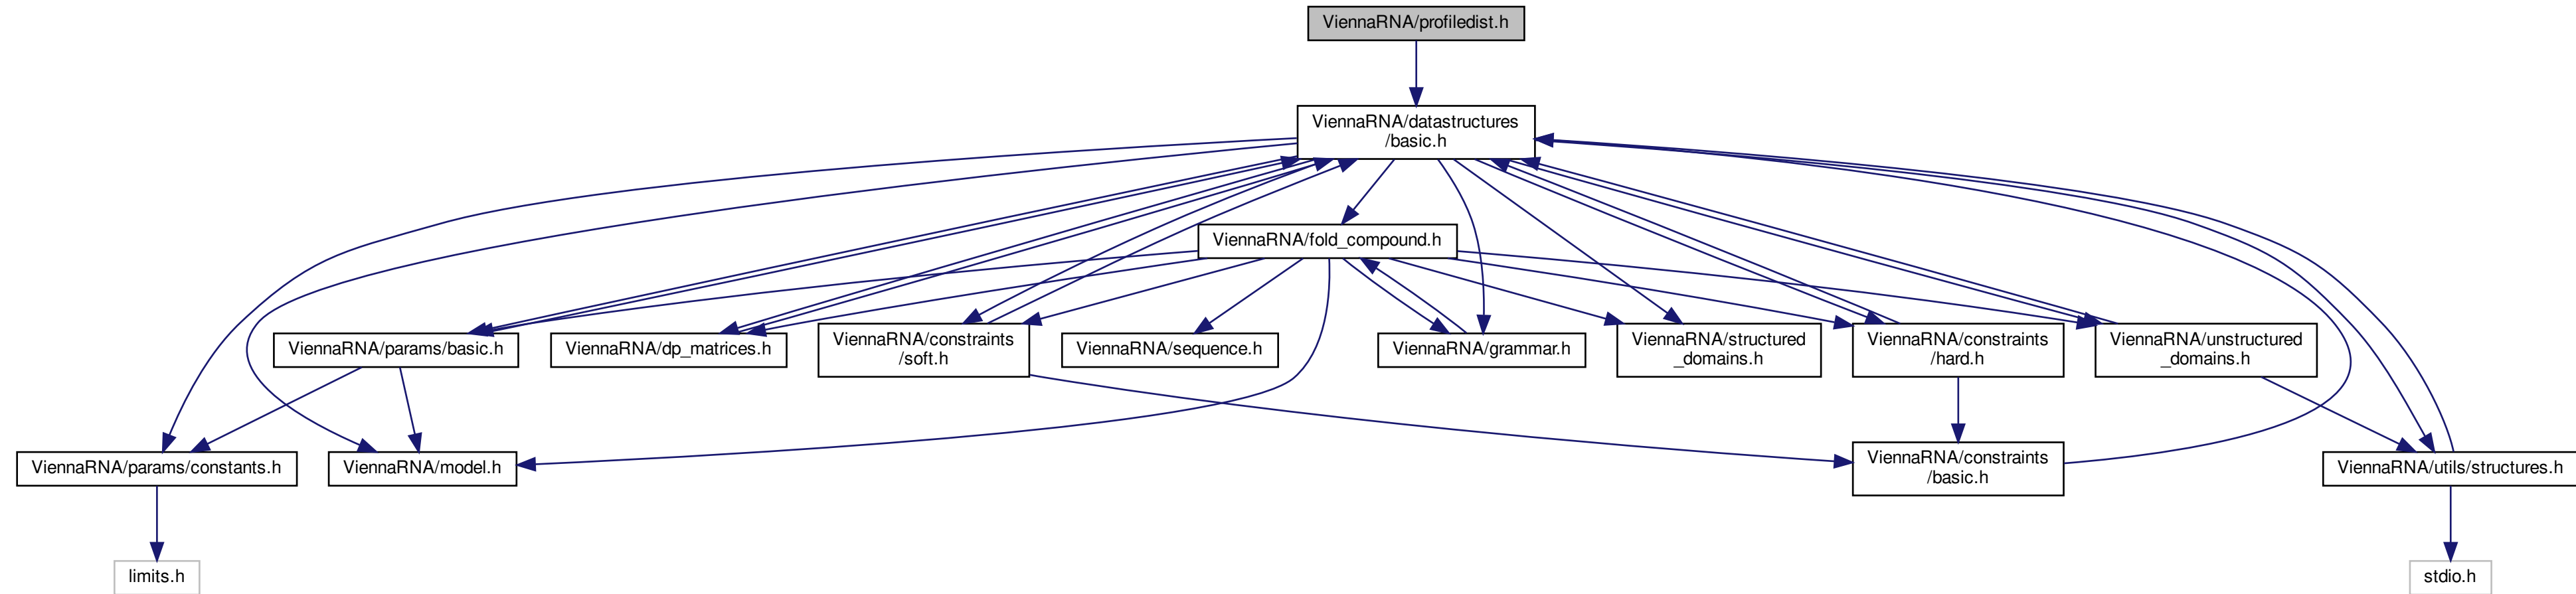 ViennaRNA/profiledist.h
ViennaRNA/datastructures
/basic.h
ViennaRNA/fold_compound.h
ViennaRNA/params/basic.h
ViennaRNA/dp_matrices.h
ViennaRNA/constraints
/soft.h
ViennaRNA/sequence.h
ViennaRNA/grammar.h
ViennaRNA/structured
_domains.h
ViennaRNA/constraints
/hard.h
ViennaRNA/unstructured
_domains.h
ViennaRNA/params/constants.h
ViennaRNA/model.h
ViennaRNA/constraints
/basic.h
ViennaRNA/utils/structures.h
limits.h
stdio.h